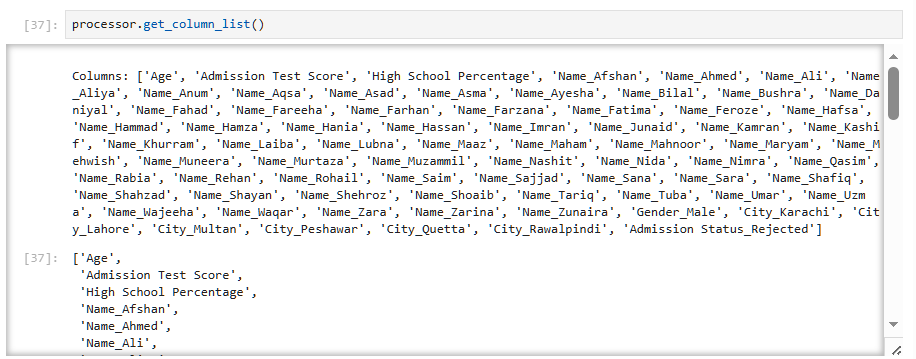 [37]: processor.get_column_list()
Columns: ['Age', 'Admission Test Score', 'High School Percentage', 'Name_Afshan', 'Name_Ahmed', 'Name_Ali', 'Name
_Aliya', 'Name_Anum', 'Name_Aqsa', 'Name_Asad', 'Name_Asma', 'Name_Ayesha', 'Name_Bilal', 'Name_Bushra', 'Name_Da
niyal', 'Name_Fahad', 'Name_Fareeha', 'Name_Farhan', 'Name_Farzana', 'Name_Fatima', 'Name_Feroze', 'Name_Hafsa',
'Name_Hammad', 'Name_Hamza', 'Name_Hania', 'Name_Hassan', 'Name_Imran', 'Name_Junaid', 'Name_Kamran', 'Name_Kashi
f', 'Name_Khurram', 'Name_Laiba', 'Name_Lubna', 'Name_Maaz', 'Name_Maham', 'Name_Mahnoor', 'Name_Maryam', 'Name_M
ehwish', 'Name_Muneera', 'Name_Murtaza', 'Name_Muzammil', 'Name_Nashit', 'Name_Nida', 'Name_Nimra', 'Name_Qasim',
'Name_Rabia', 'Name_Rehan', 'Name_Rohail', 'Name_Saim', 'Name_Sajjad', 'Name_Sana', 'Name_Sara', 'Name_Shafiq',
'Name_Shahzad', 'Name_Shayan', 'Name_Shehroz', 'Name_Shoaib', 'Name_Tariq', 'Name_Tuba', 'Name_Umar', 'Name_Uzm
a', 'Name_Wajeeha', 'Name_Waqar', 'Name_Zara', 'Name_Zarina', 'Name_Zunaira', 'Gender_Male', 'City_Karachi', 'Cit
y_Lahore', 'City_Multan', 'City_Peshawar', 'City_Quetta', 'City_Rawalpindi', 'Admission Status_Rejected']
[37]: ['Age',
'Admission Test Score',
'High School Percentage',
'Name_Afshan',
'Name_Ahmed',
'Name_Ali',